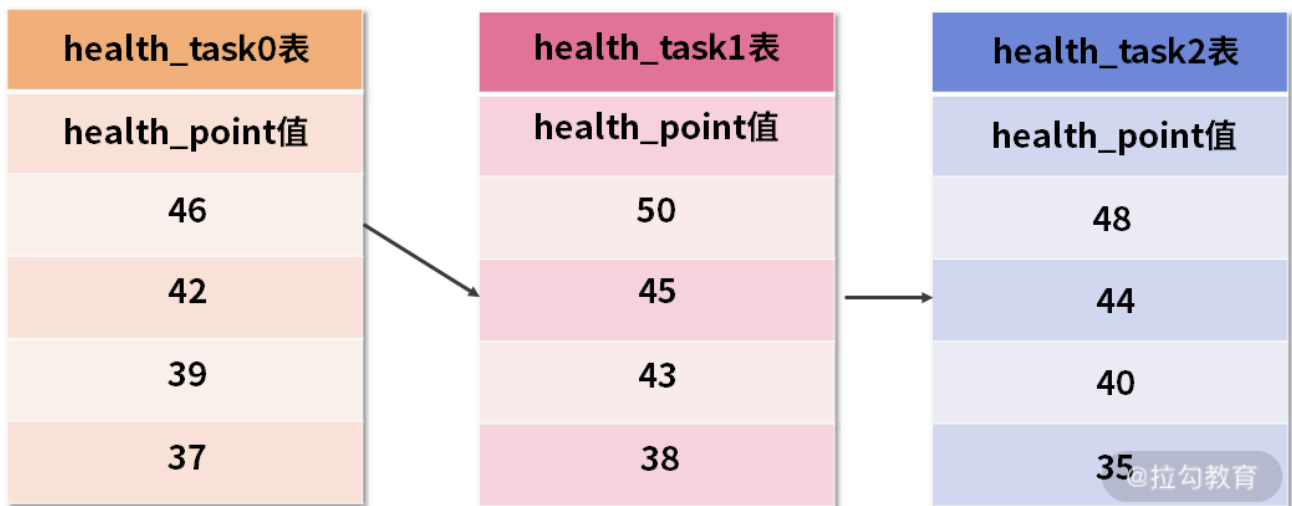 health_task0表
health_point值
46
42
39
37
health_task1表
health_point值
50
45
43
38
health_task2表
health_point值
48
44
40
35
@拉勾教育